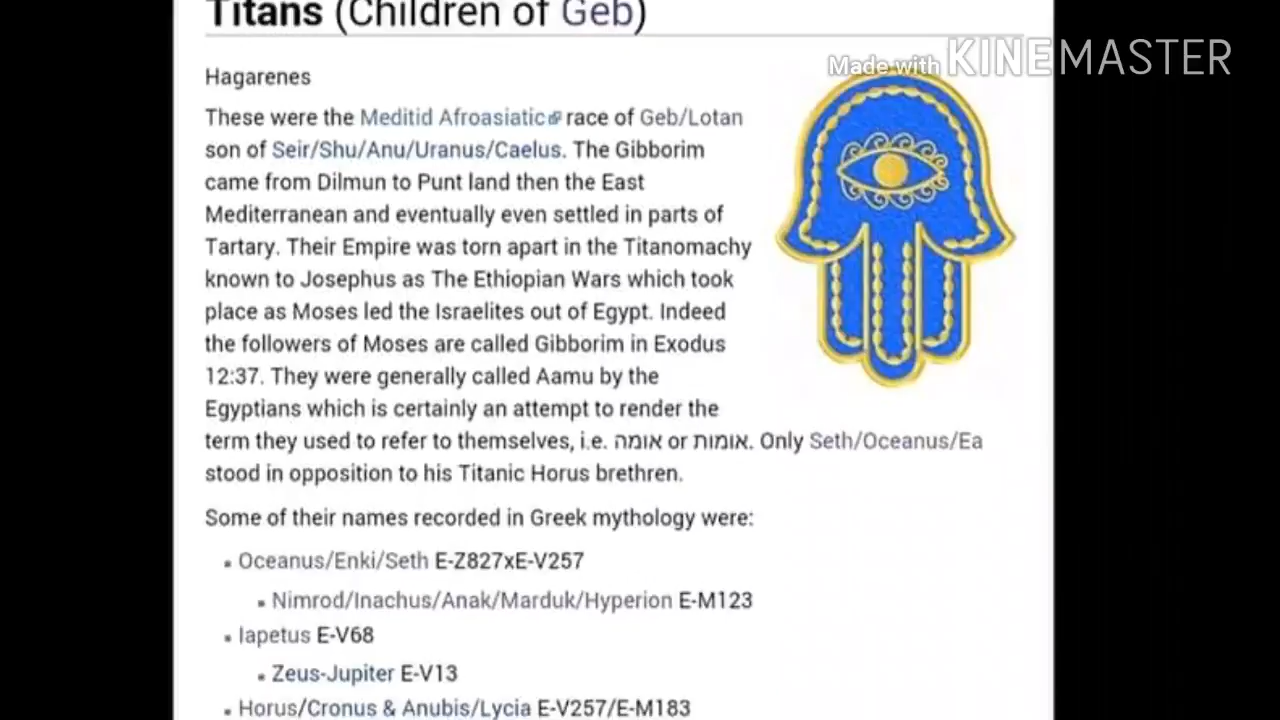 Titans (Children of Geb)
Made with KINEMASTER
Hagarenes
These were the Meditid Afroasiatic race of Geb/Lotan
son of Seir/Shu/Anu/Uranus/Caelus. The Gibborim
came from Dilmun to Punt land then the East
Mediterranean and eventually even settled in parts of
Tartary. Their Empire was torn apart in the Titanomachy
known to Josephus as The Ethiopian Wars which took
place as Moses led the Israelites out of Egypt. Indeed
the followers of Moses are called Gibborim in Exodus
12:37. They were generally called Aamu by the
Egyptians which is certainly an attempt to render the
term they used to refer to themselves, i.e. אומה or אומות. Only Seth/Oceanus/Ea
stood in opposition to his Titanic Horus brethren.
Some of their names recorded in Greek mythology were:
Oceanus/Enki/Seth E-Z827xE-V257
Nimrod/Inachus/Anak/Marduk/Hyperion E-M123
Iapetus E-V68
Zeus-Jupiter E-V13
Horus/Cronus & Anubis/Lycia E-V257/E-M183